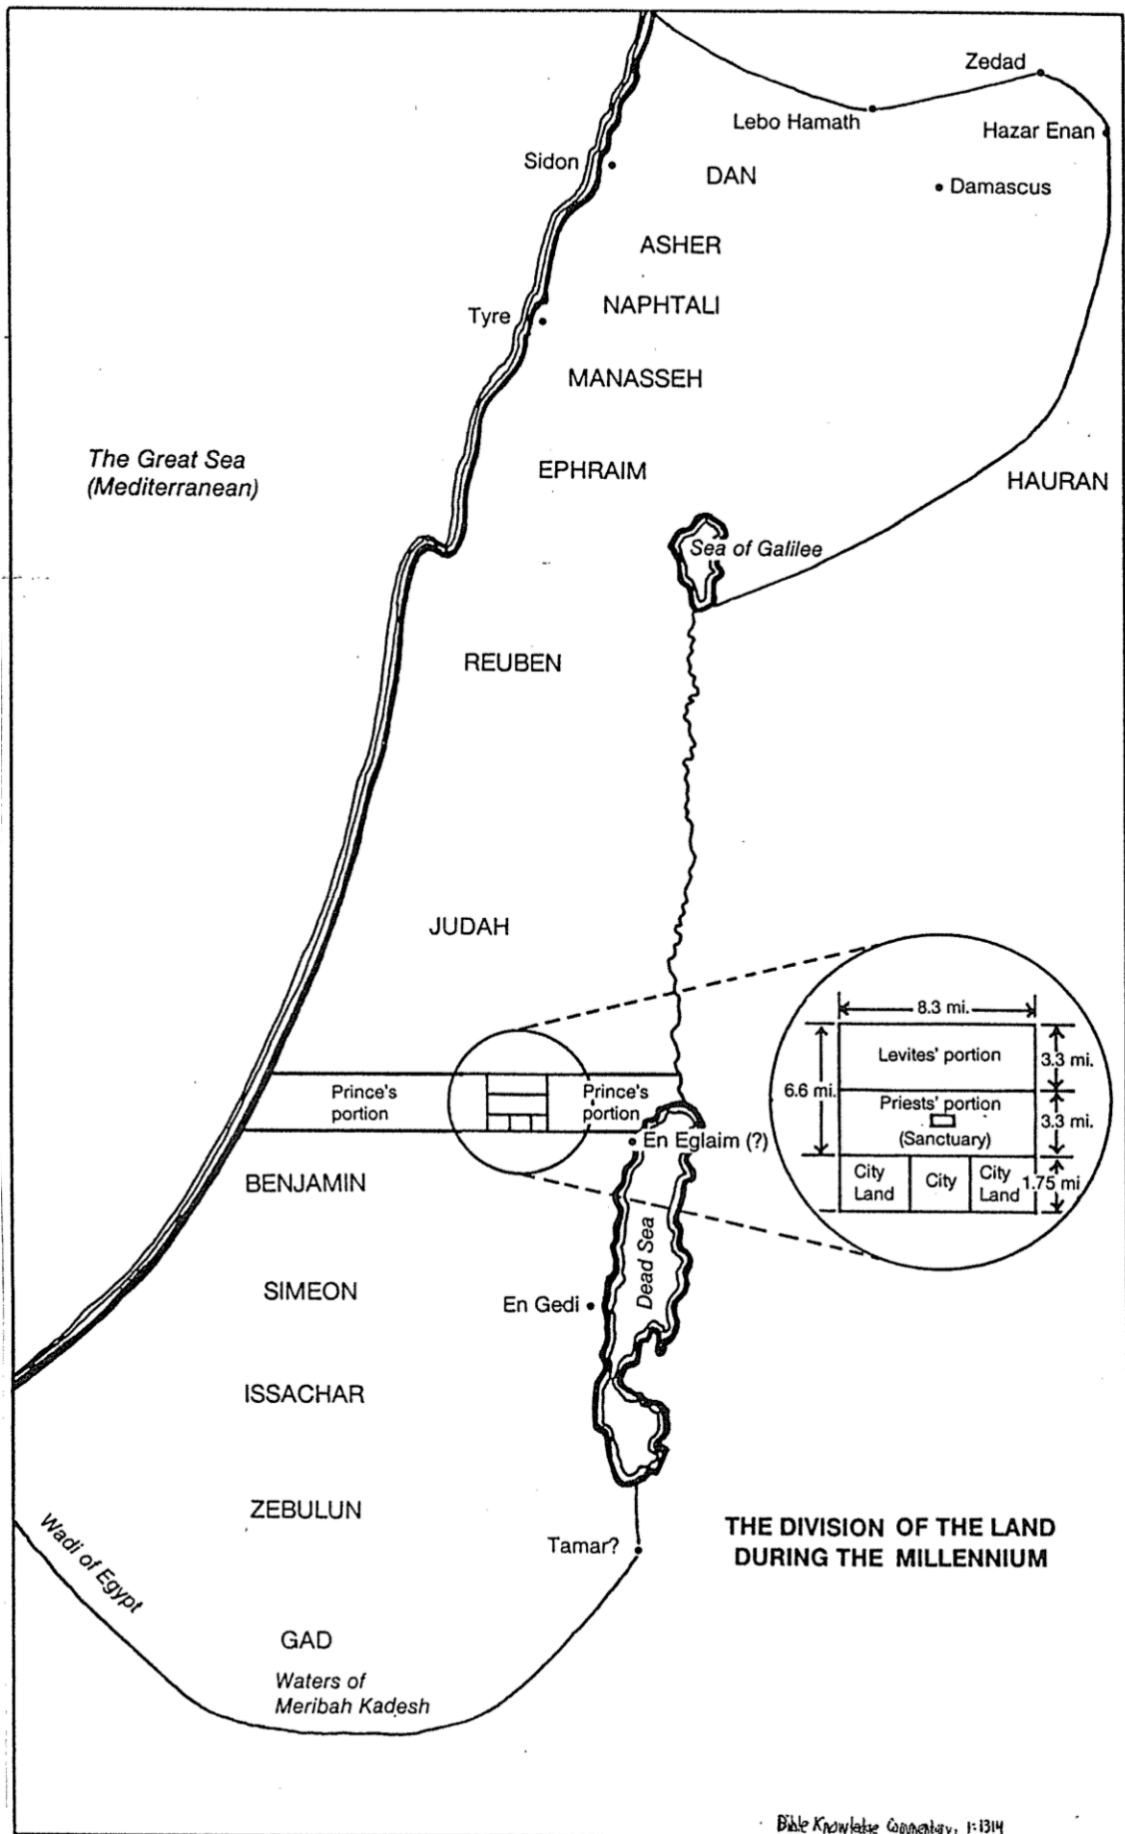 Zedad
Lebo Hamath
Hazar Enan
Sidon
DAN
Damascus
ASHER
NAPHTALI
Tyre
MANASSEH
The Great Sea
(Mediterranean)
EPHRAIM
HAURAN
Sea of Galilee
REUBEN
JUDAH
8.3 mi.
Levites' portion
3.3 mi.
6.6 mi.
Priests' portion
(Sanctuary)
3.3 mi.
City
Land
City
City
Land
1.75 mi
Prince's
portion
Prince's
portion
En Eglaim (?)
BENJAMIN
Dead Sea
SIMEON
En Gedi
ISSACHAR
ZEBULUN
Wadi of Egypt
Tamar?
THE DIVISION OF THE LAND
DURING THE MILLENNIUM
GAD
Waters of
Meribah Kadesh
Bible Knowledge Commentary, 1:1314